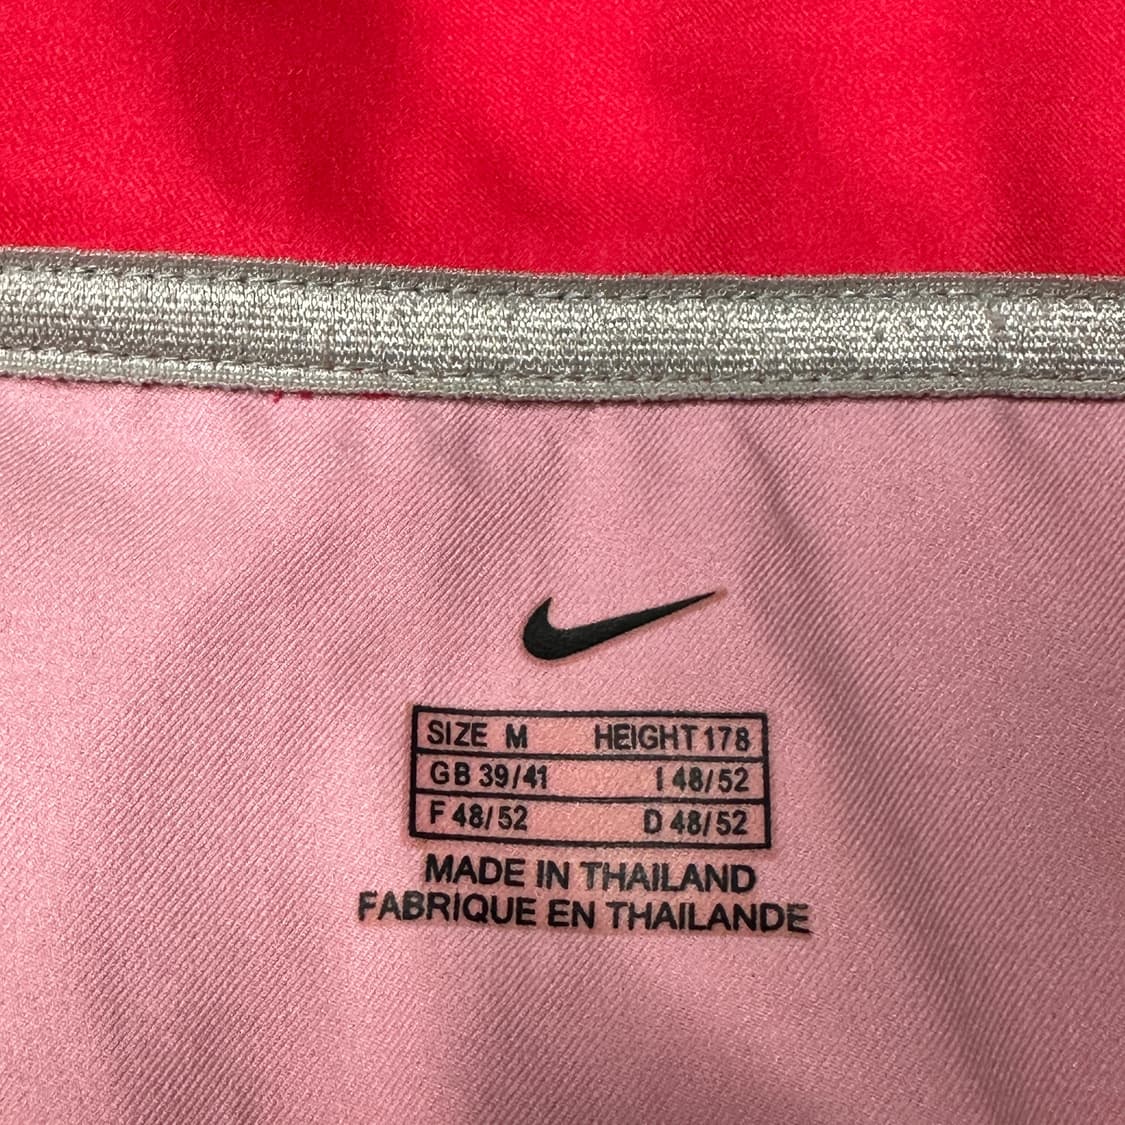 SIZE M HEIGHT 178
GB 39/41 I 48/52
F 48/52 D 48/52
MADE IN THAILAND
FABRIQUE EN THAILANDE